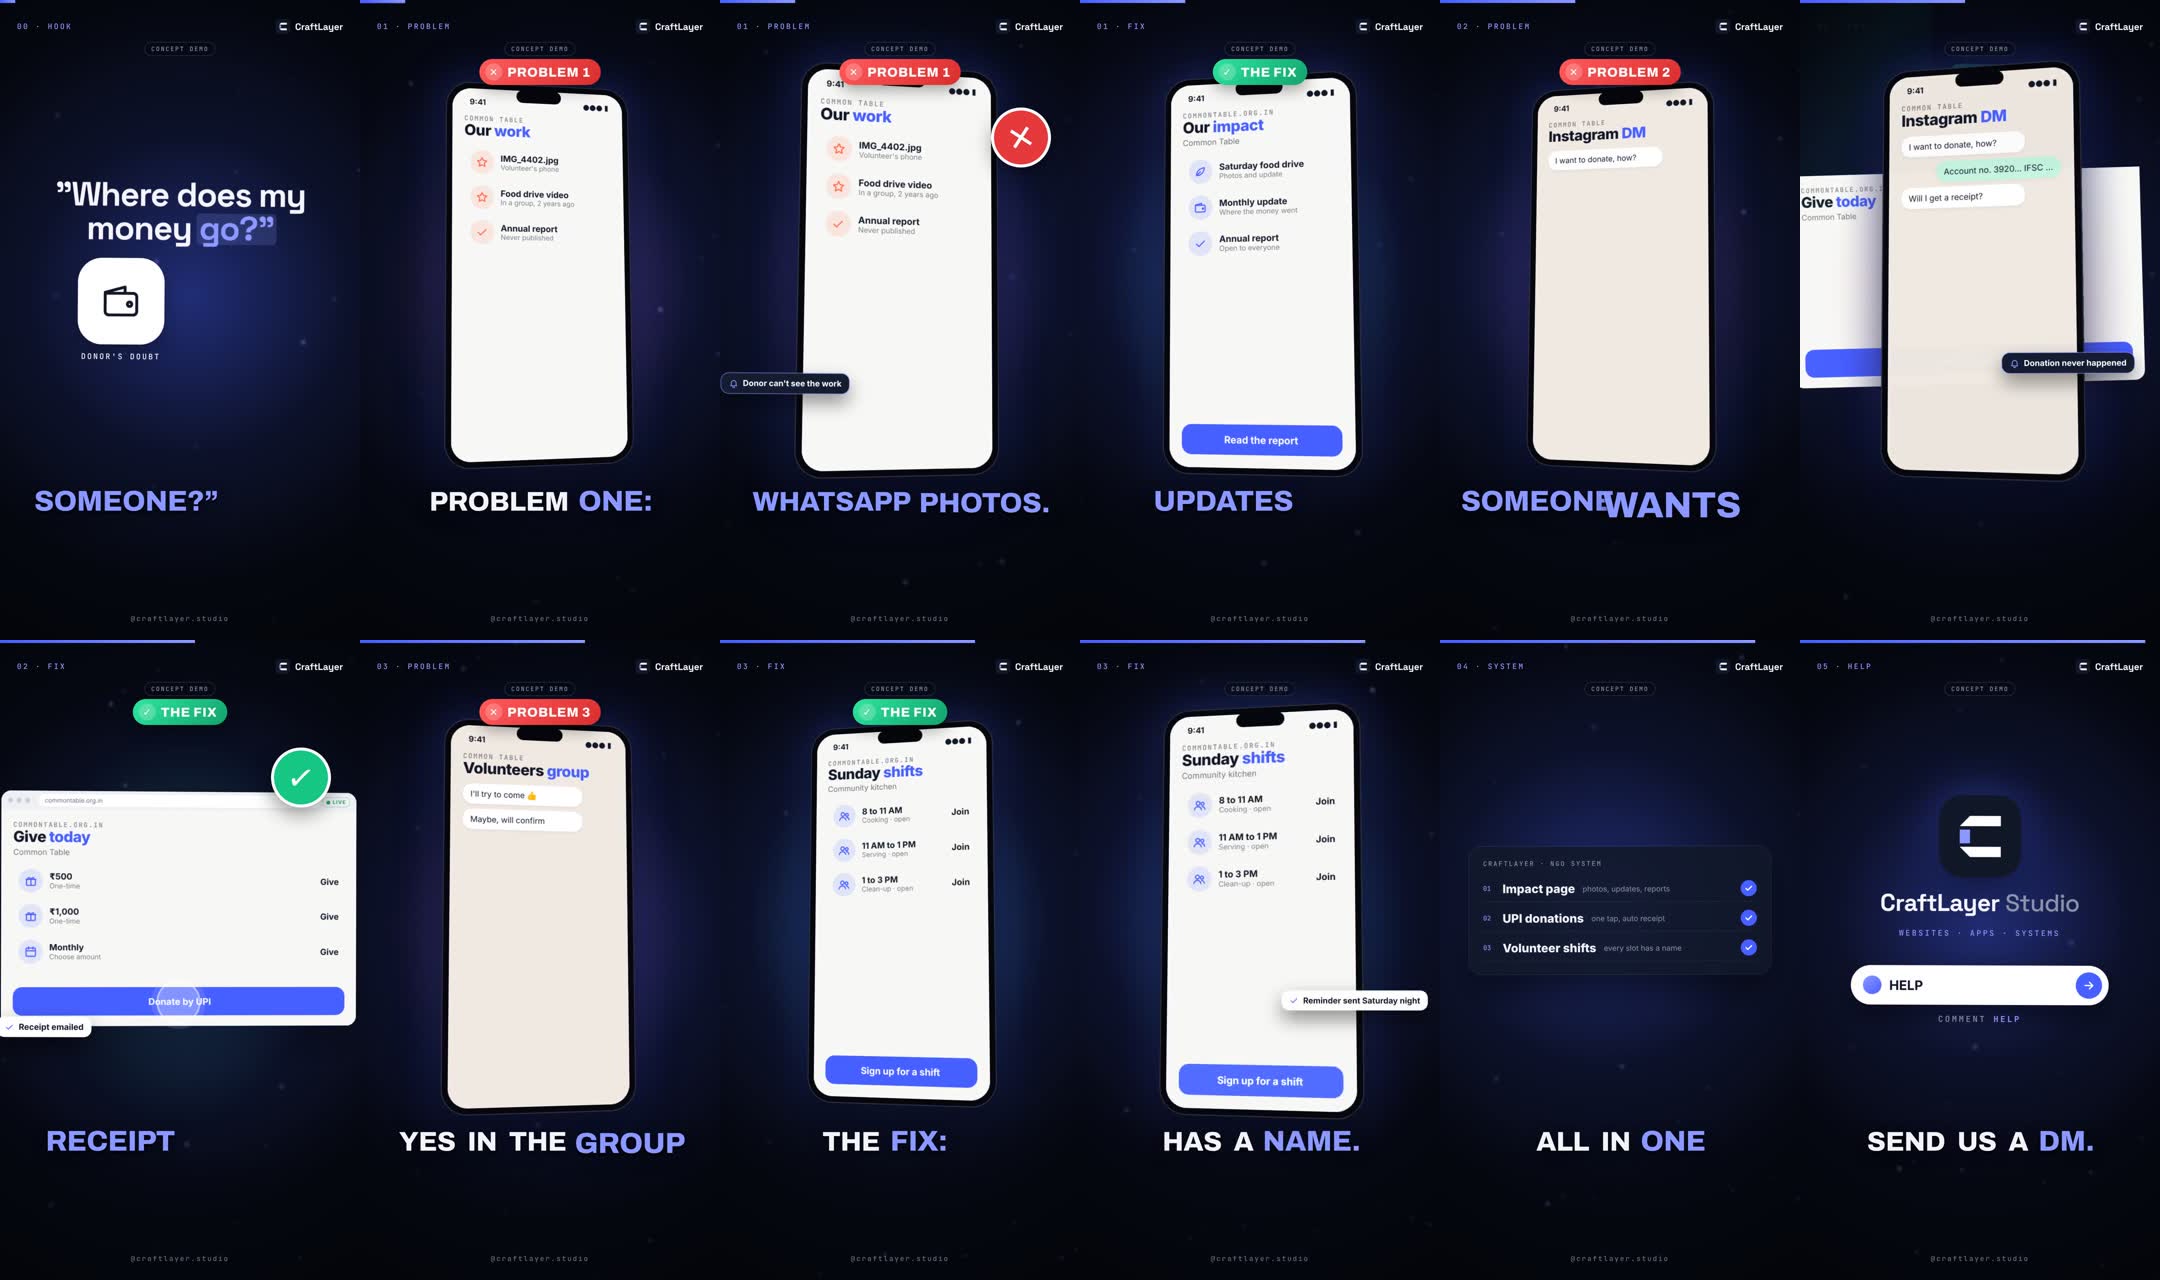 00 · HOOK
CraftLayer
CONCEPT DEMO
”Where does my
money go?”
DONOR'S DOUBT
SOMEONE?”
@craftlayer.studio
01 · PROBLEM
CraftLayer
CONCEPT DEMO
PROBLEM 1
9:41
COMMON TABLE
Our work
IMG_4402.jpg
Volunteer's phone
Food drive video
In a group, 2 years ago
Annual report
Never published
PROBLEM ONE:
@craftlayer.studio
01 · PROBLEM
CraftLayer
CONCEPT DEMO
PROBLEM 1
9:41
COMMON TABLE
Our work
IMG_4402.jpg
Volunteer's phone
Food drive video
In a group, 2 years ago
Annual report
Never published
Donor can't see the work
WHATSAPP PHOTOS.
@craftlayer.studio
01 · FIX
CraftLayer
CONCEPT DEMO
THE FIX
9:41
COMMONTABLE.ORG.IN
Our impact
Common Table
Saturday food drive
Photos and update
Monthly update
Where the money went
Annual report
Open to everyone
Read the report
UPDATES
@craftlayer.studio
02 · PROBLEM
CraftLayer
CONCEPT DEMO
PROBLEM 2
9:41
COMMON TABLE
Instagram DM
I want to donate, how?
SOMEONE WANTS
@craftlayer.studio
CraftLayer
CONCEPT DEMO
9:41
COMMON TABLE
Instagram DM
I want to donate, how?
Account no. 3920... IFSC ...
Will I get a receipt?
COMMONTABLE.ORG.I
Give today
Common Table
Donation never happened
@craftlayer.studio
02 · FIX
CraftLayer
CONCEPT DEMO
THE FIX
commontable.org.in
LIVE
COMMONTABLE.ORG.IN
Give today
Common Table
₹500
One-time
Give
₹1,000
One-time
Give
Monthly
Choose amount
Give
Donate by UPI
Receipt emailed
RECEIPT
@craftlayer.studio
03 · PROBLEM
CraftLayer
CONCEPT DEMO
PROBLEM 3
9:41
COMMON TABLE
Volunteers group
I'll try to come 👍
Maybe, will confirm
YES IN THE GROUP
@craftlayer.studio
03 · FIX
CraftLayer
CONCEPT DEMO
THE FIX
9:41
COMMONTABLE.ORG.IN
Sunday shifts
Community kitchen
8 to 11 AM
Cooking · open
Join
11 AM to 1 PM
Serving · open
Join
1 to 3 PM
Clean-up · open
Join
Sign up for a shift
THE FIX:
@craftlayer.studio
03 · FIX
CraftLayer
CONCEPT DEMO
9:41
COMMONTABLE.ORG.IN
Sunday shifts
Community kitchen
8 to 11 AM
Cooking · open
Join
11 AM to 1 PM
Serving · open
Join
1 to 3 PM
Clean-up · open
Join
Reminder sent Saturday night
Sign up for a shift
HAS A NAME.
@craftlayer.studio
04 · SYSTEM
CraftLayer
CONCEPT DEMO
CRAFTLAYER · NGO SYSTEM
01 Impact page photos, updates, reports
02 UPI donations one tap, auto receipt
03 Volunteer shifts every slot has a name
ALL IN ONE
@craftlayer.studio
05 · HELP
CraftLayer
CONCEPT DEMO
CraftLayer Studio
WEBSITES · APPS · SYSTEMS
HELP
COMMENT HELP
SEND US A DM.
@craftlayer.studio